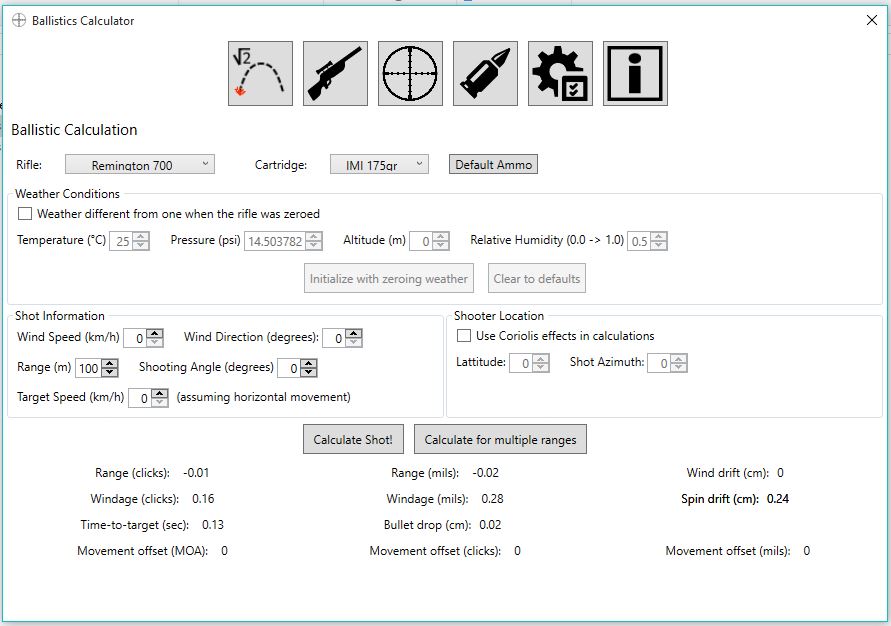 Ballistics Calculator
√2
Ballistic Calculation
Rifle: Remington 700 Cartridge: IMI 175gr Default Ammo
Weather Conditions
Weather different from one when the rifle was zeroed
Temperature (°C) 25 Pressure (psi) 14.503782 Altitude (m) 0 Relative Humidity (0.0 -> 1.0) 0.5
Initialize with zeroing weather Clear to defaults
Shot Information
Wind Speed (km/h) 0 Wind Direction (degrees): 0
Range (m) 100 Shooting Angle (degrees) 0
Target Speed (km/h) 0 (assuming horizontal movement)
Shooter Location
Use Coriolis effects in calculations
Lattitude: 0 Shot Azimuth: 0
Calculate Shot! Calculate for multiple ranges
Range (clicks): -0.01 Range (mils): -0.02 Wind drift (cm): 0
Windage (clicks): 0.16 Windage (mils): 0.28 Spin drift (cm): 0.24
Time-to-target (sec): 0.13 Bullet drop (cm): 0.02
Movement offset (MOA): 0 Movement offset (clicks): 0 Movement offset (mils): 0